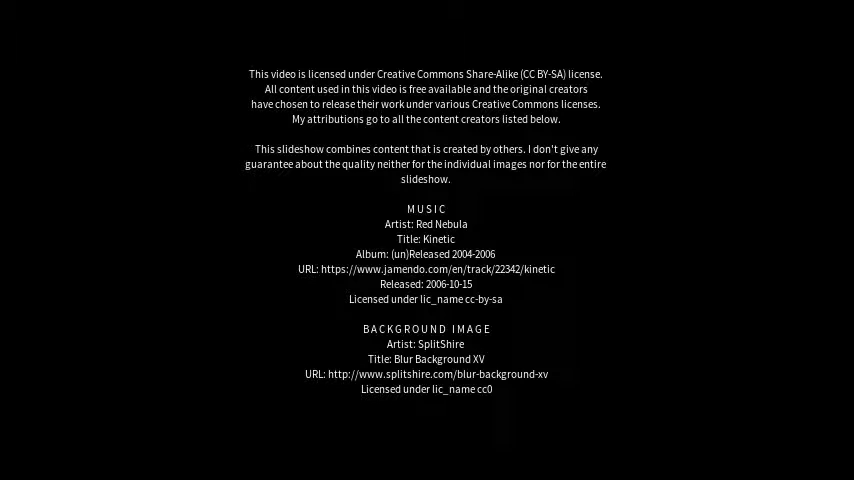 This video is licensed under Creative Commons Share-Alike (CC BY-SA) license.
All content used in this video is free available and the original creators
have chosen to release their work under various Creative Commons licenses.
My attributions go to all the content creators listed below.
This slideshow combines content that is created by others. I don't give any
guarantee about the quality neither for the individual images nor for the entire
slideshow.
MUSIC
Artist: Red Nebula
Title: Kinetic
Album: (un)Released 2004-2006
URL: https://www.jamendo.com/en/track/22342/kinetic
Released: 2006-10-15
Licensed under lic_name cc-by-sa
BACKGROUND IMAGE
Artist: SplitShire
Title: Blur Background XV
URL: http://www.splitshire.com/blur-background-xv
Licensed under lic_name cc0